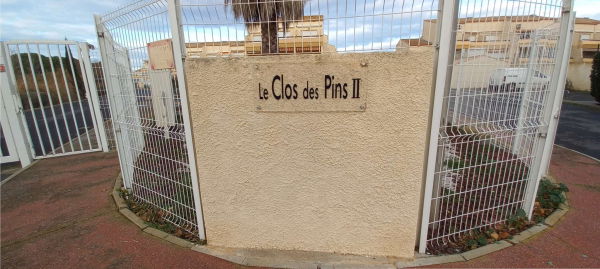 Le Clos des Pins II